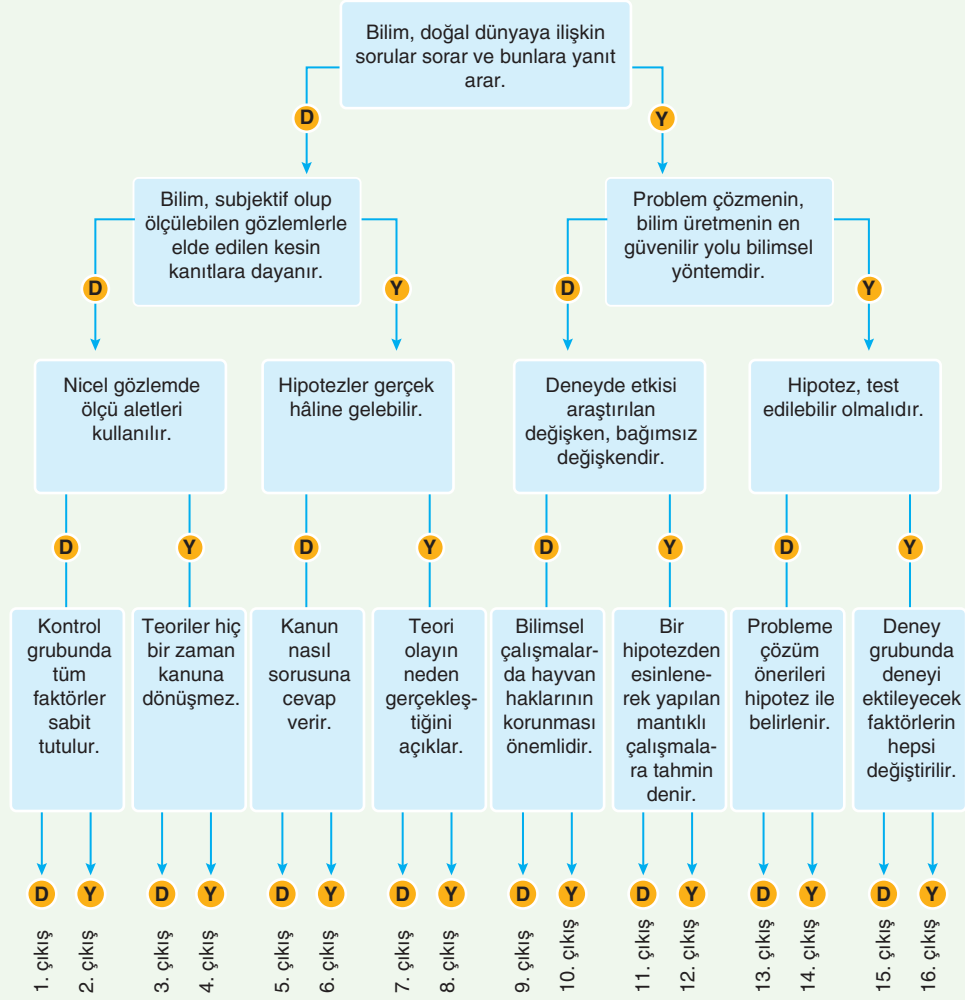 Bilim, doğal dünyaya ilişkin
sorular sorar ve bunlara yanıt
arar.
D
Y
Bilim, subjektif olup
ölçülebilen gözlemlerle
elde edilen kesin
kanıtlara dayanır.
Problem çözmenin,
bilim üretmenin en
güvenilir yolu bilimsel
yöntemdir.
D
Y
D
Y
Nicel gözlemde
ölçü aletleri
kullanılır.
Hipotezler gerçek
hâline gelebilir.
Deneyde etkisi
araştırılan
değişken, bağımsız
değişkendir.
Hipotez, test
edilebilir olmalıdır.
D
Y
D
Y
D
Y
D
Y
Kontrol
grubunda
tüm
faktörler
sabit
tutulur.
Teoriler hiç
bir zaman
kanuna
dönüşmez.
Kanun
nasıl
sorusuna
cevap
verir.
Teori
olayın
neden
gerçekleş-
tiğini
açıklar.
Bilimsel
çalışmalar-
da hayvan
haklarının
korunması
önemlidir.
Bir
hipotezden
esinlene-
rek yapılan
mantıklı
çalışmala-
ra tahmin
denir.
Probleme
çözüm
önerileri
hipotez ile
belirlenir.
Deney
grubunda
deneyi
ektileyecek
faktörlerin
hepsi
değiştirilir.
D
Y
D
Y
D
Y
D
Y
D
Y
D
Y
D
Y
D
Y
1. çıkış
2. çıkış
3. çıkış
4. çıkış
5. çıkış
6. çıkış
7. çıkış
8. çıkış
9. çıkış
10. çıkış
11. çıkış
12. çıkış
13. çıkış
14. çıkış
15. çıkış
16. çıkış